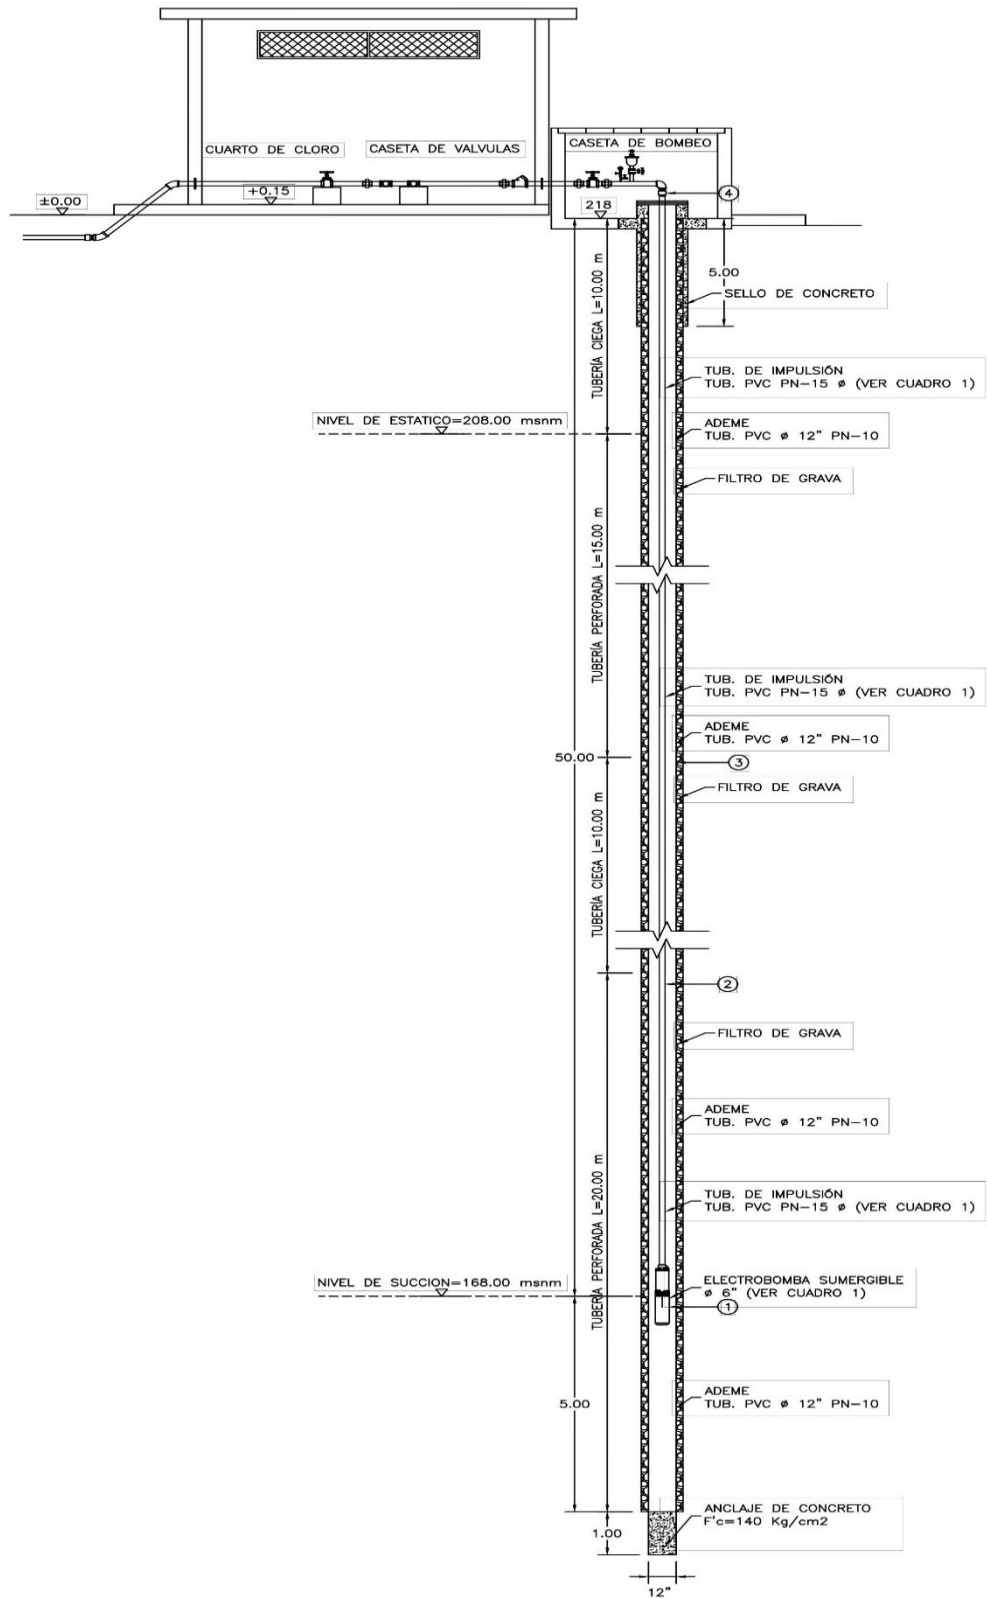 CUARTO DE CLORO
CASETA DE VALVULAS
CASETA DE BOMBEO
±0.00
+0.15
218
4
5.00
SELLO DE CONCRETO
TUBERÍA CIEGA L=10.00 m
TUB. DE IMPULSIÓN
TUB. PVC PN-15 ø (VER CUADRO 1)
NIVEL DE ESTATICO=208.00 msnm
ADEME
TUB. PVC ø 12" PN-10
FILTRO DE GRAVA
TUBERÍA PERFORADA L=15.00 m
TUB. DE IMPULSIÓN
TUB. PVC PN-15 ø (VER CUADRO 1)
ADEME
TUB. PVC ø 12" PN-10
50.00
3
FILTRO DE GRAVA
TUBERÍA CIEGA L=10.00 m
2
FILTRO DE GRAVA
ADEME
TUB. PVC ø 12" PN-10
TUBERÍA PERFORADA L=20.00 m
TUB. DE IMPULSIÓN
TUB. PVC PN-15 ø (VER CUADRO 1)
NIVEL DE SUCCION=168.00 msnm
ELECTROBOMBA SUMERGIBLE
ø 6" (VER CUADRO 1)
1
5.00
ADEME
TUB. PVC ø 12" PN-10
ANCLAJE DE CONCRETO
F'c=140 Kg/cm2
1.00
12"